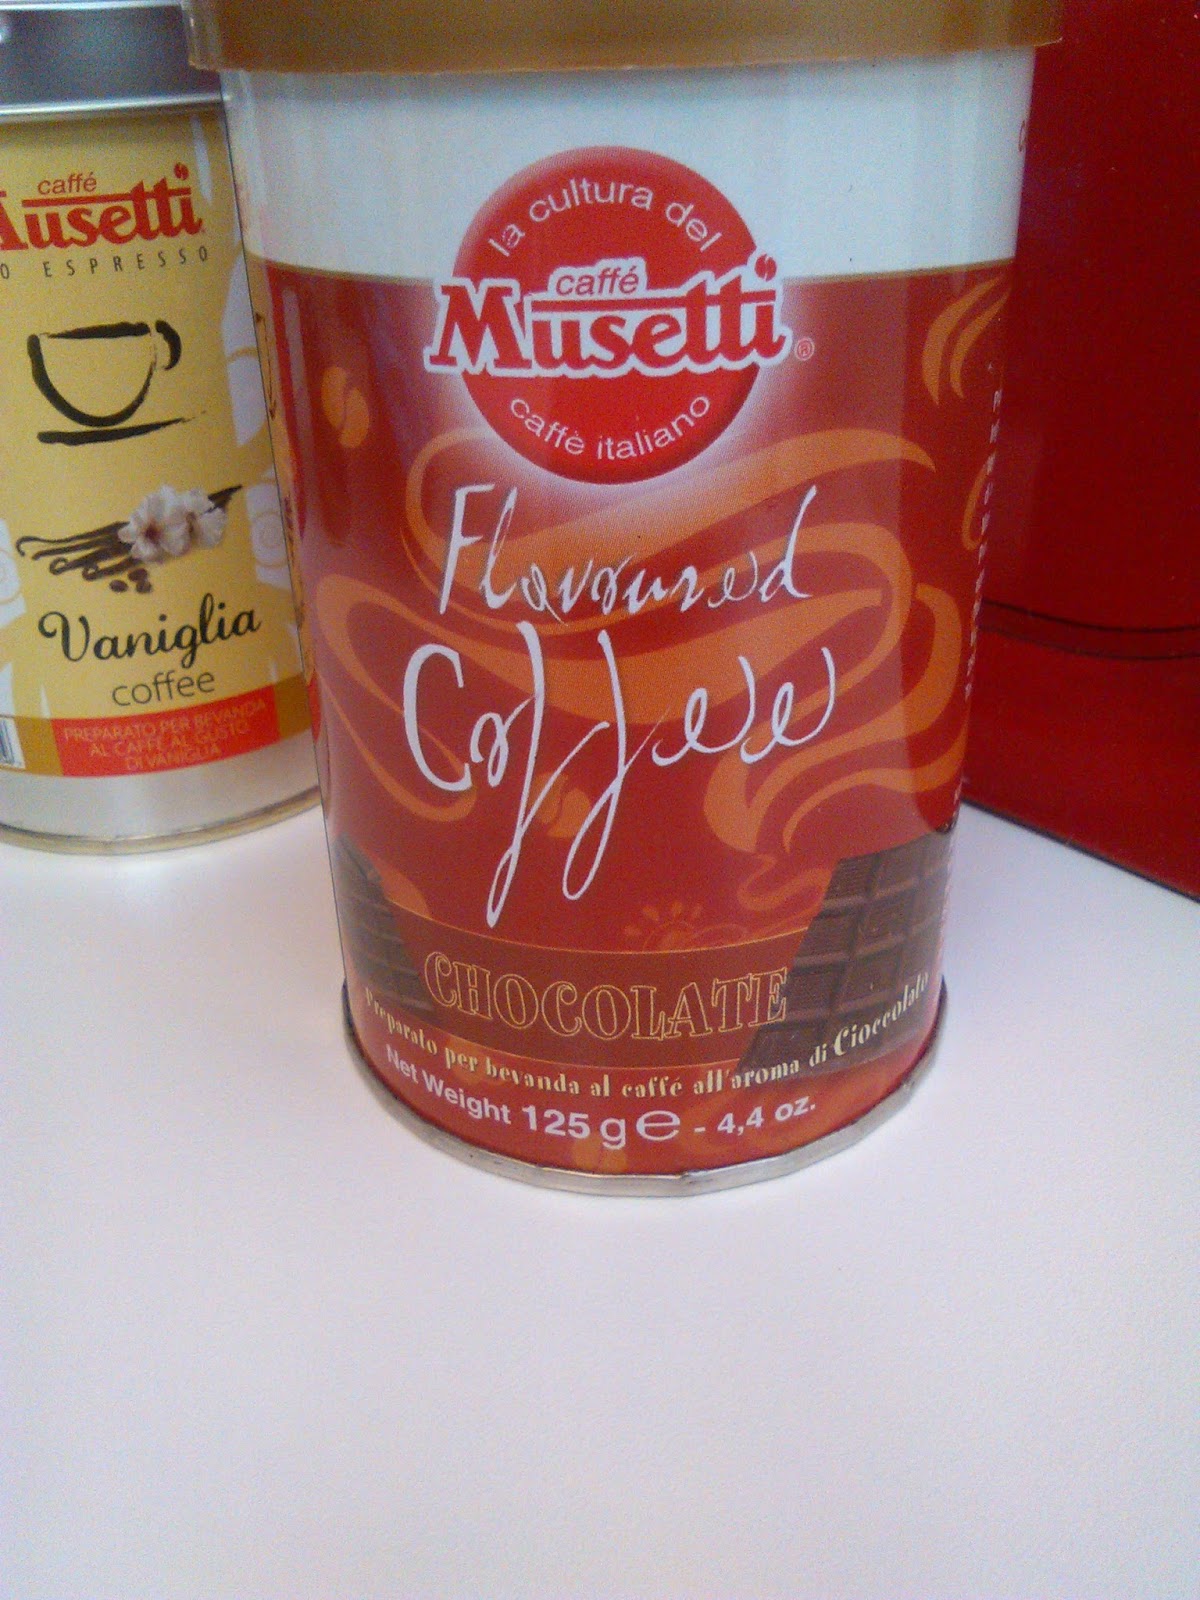 la cultura del
caffé
Musetti®
caffè italiano
Flavoured
Coffee
CHOCOLATE
Preparato per bevanda al caffé all'aroma di Cioccolato
Net Weight 125 g ℮ - 4,4 oz.
caffé
Musetti
O ESPRESSO
Vaniglia
coffee
PREPARATO PER BEVANDA
AL CAFFÈ AL GUSTO
DI VANIGLIA